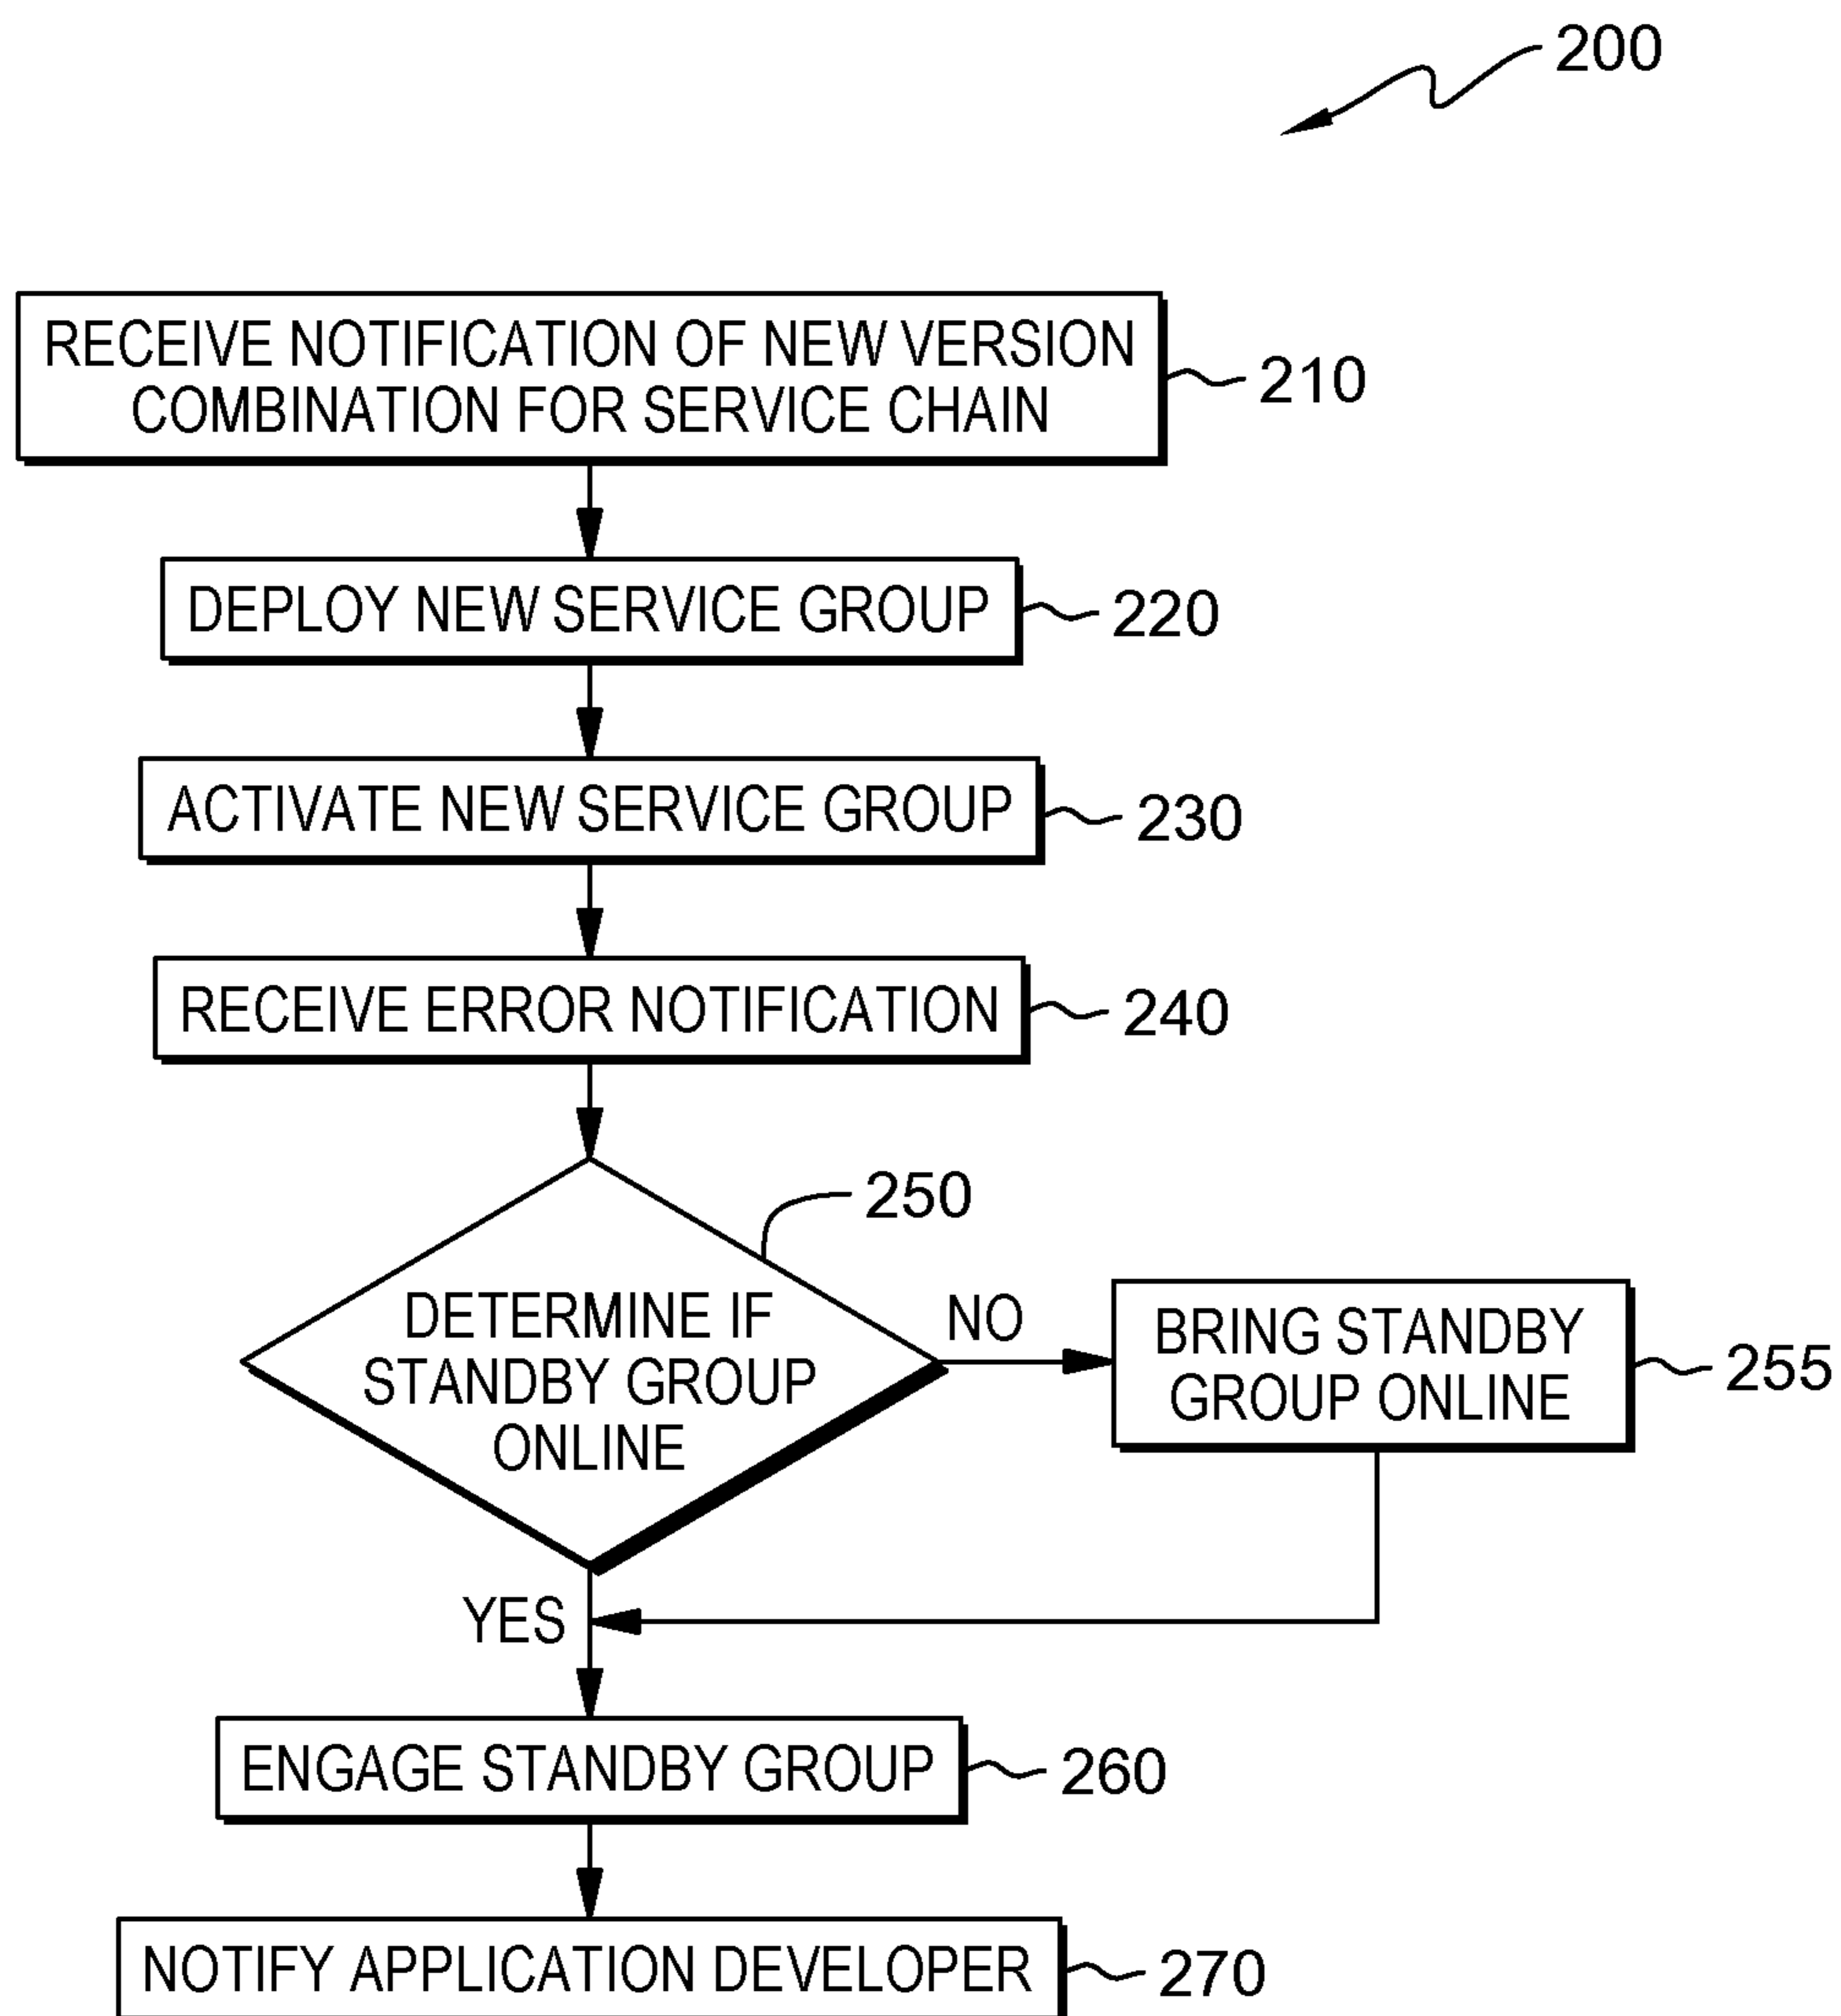 200
RECEIVE NOTIFICATION OF NEW VERSION
COMBINATION FOR SERVICE CHAIN
210
DEPLOY NEW SERVICE GROUP
220
ACTIVATE NEW SERVICE GROUP
230
RECEIVE ERROR NOTIFICATION
240
250
DETERMINE IF
STANDBY GROUP
ONLINE
NO
BRING STANDBY
GROUP ONLINE
255
YES
ENGAGE STANDBY GROUP
260
NOTIFY APPLICATION DEVELOPER
270